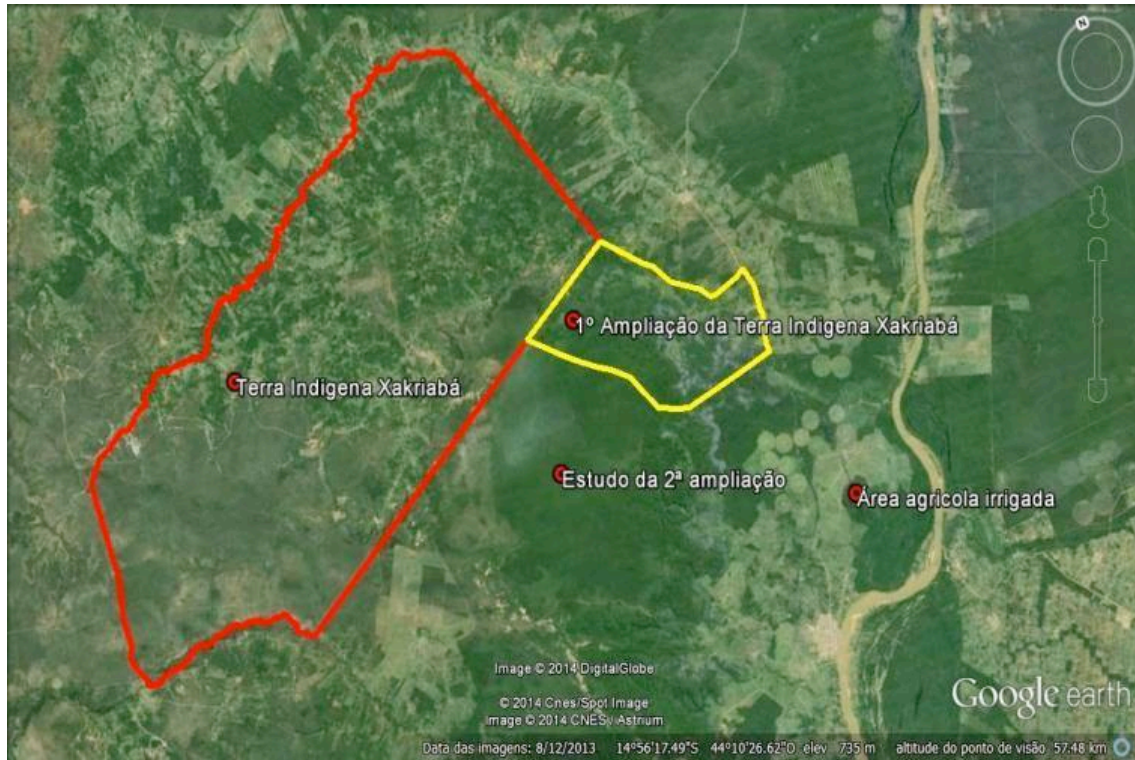 N
1º Ampliação da Terra Indigena Xakriabá
Terra Indigena Xakriabá
Estudo da 2ª ampliação
Área agrícola irrigada
Image © 2014 DigitalGlobe
© 2014 Cnes/Spot Image
Image © 2014 CNES / Astrium
Google earth
Data das imagens: 8/12/2013 14°56'17.49"S 44°10'26.62"O elev 735 m altitude do ponto de visão 57.48 km